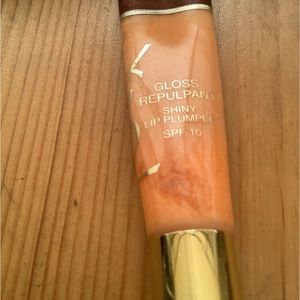 GLOSS
REPULPANT
SHINY
LIP PLUMPER
SPF 10